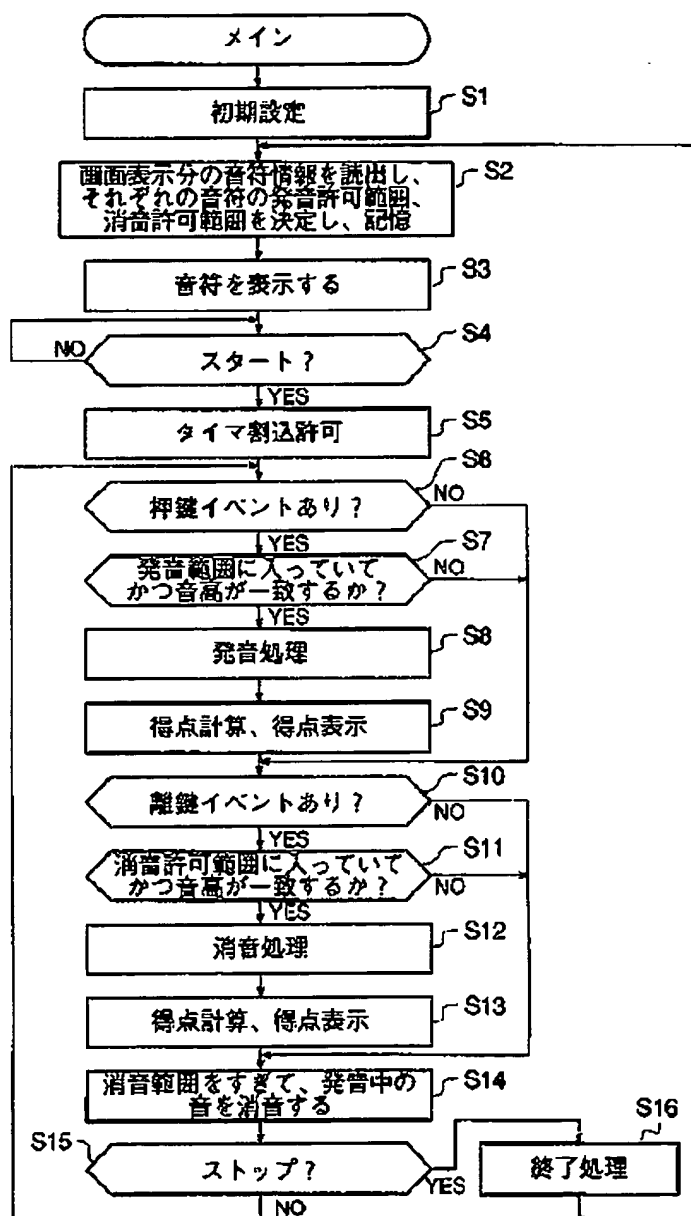 メイン
初期設定
S1
画面表示分の音符情報を読出し、
それぞれの音符の発音許可範囲、
消音許可範囲を決定し、記憶
S2
音符を表示する
S3
スタート？
S4
NO
YES
タイマ割込許可
S5
押鍵イベントあり？
S6
NO
YES
発音範囲に入っていて
かつ音高が一致するか？
S7
NO
YES
発音処理
S8
得点計算、得点表示
S9
離鍵イベントあり？
S10
NO
YES
消音許可範囲に入っていて
かつ音高が一致するか？
S11
NO
YES
消音処理
S12
得点計算、得点表示
S13
消音範囲をすぎて、発音中の
音を消音する
S14
S15
ストップ？
YES
NO
終了処理
S16